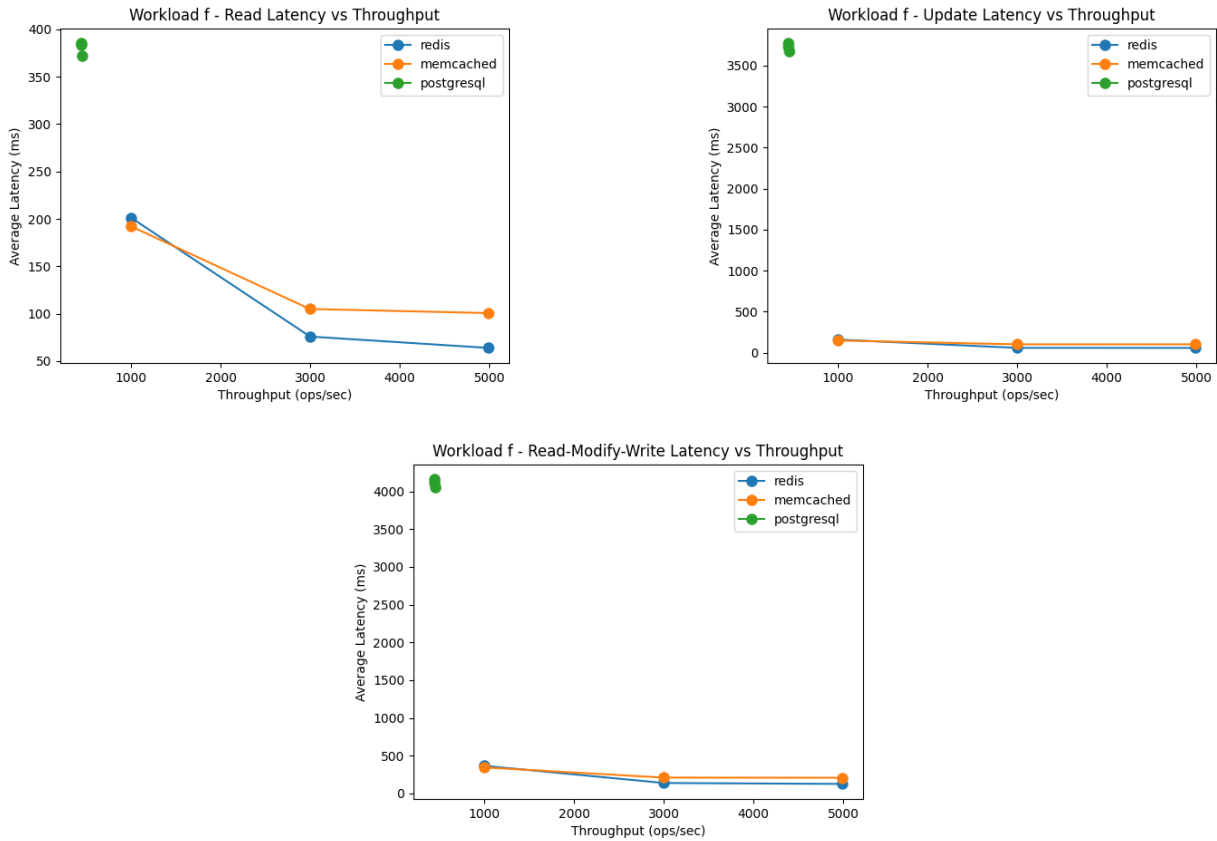 Workload f - Read Latency vs Throughput
400
350
300
250
200
150
100
50
Average Latency (ms)
redis
memcached
postgresql
1000
2000
3000
4000
5000
Throughput (ops/sec)
Workload f - Update Latency vs Throughput
3500
3000
2500
2000
1500
1000
500
0
Average Latency (ms)
redis
memcached
postgresql
1000
2000
3000
4000
5000
Throughput (ops/sec)
Workload f - Read-Modify-Write Latency vs Throughput
4000
3500
3000
2500
2000
1500
1000
500
0
Average Latency (ms)
redis
memcached
postgresql
1000
2000
3000
4000
5000
Throughput (ops/sec)